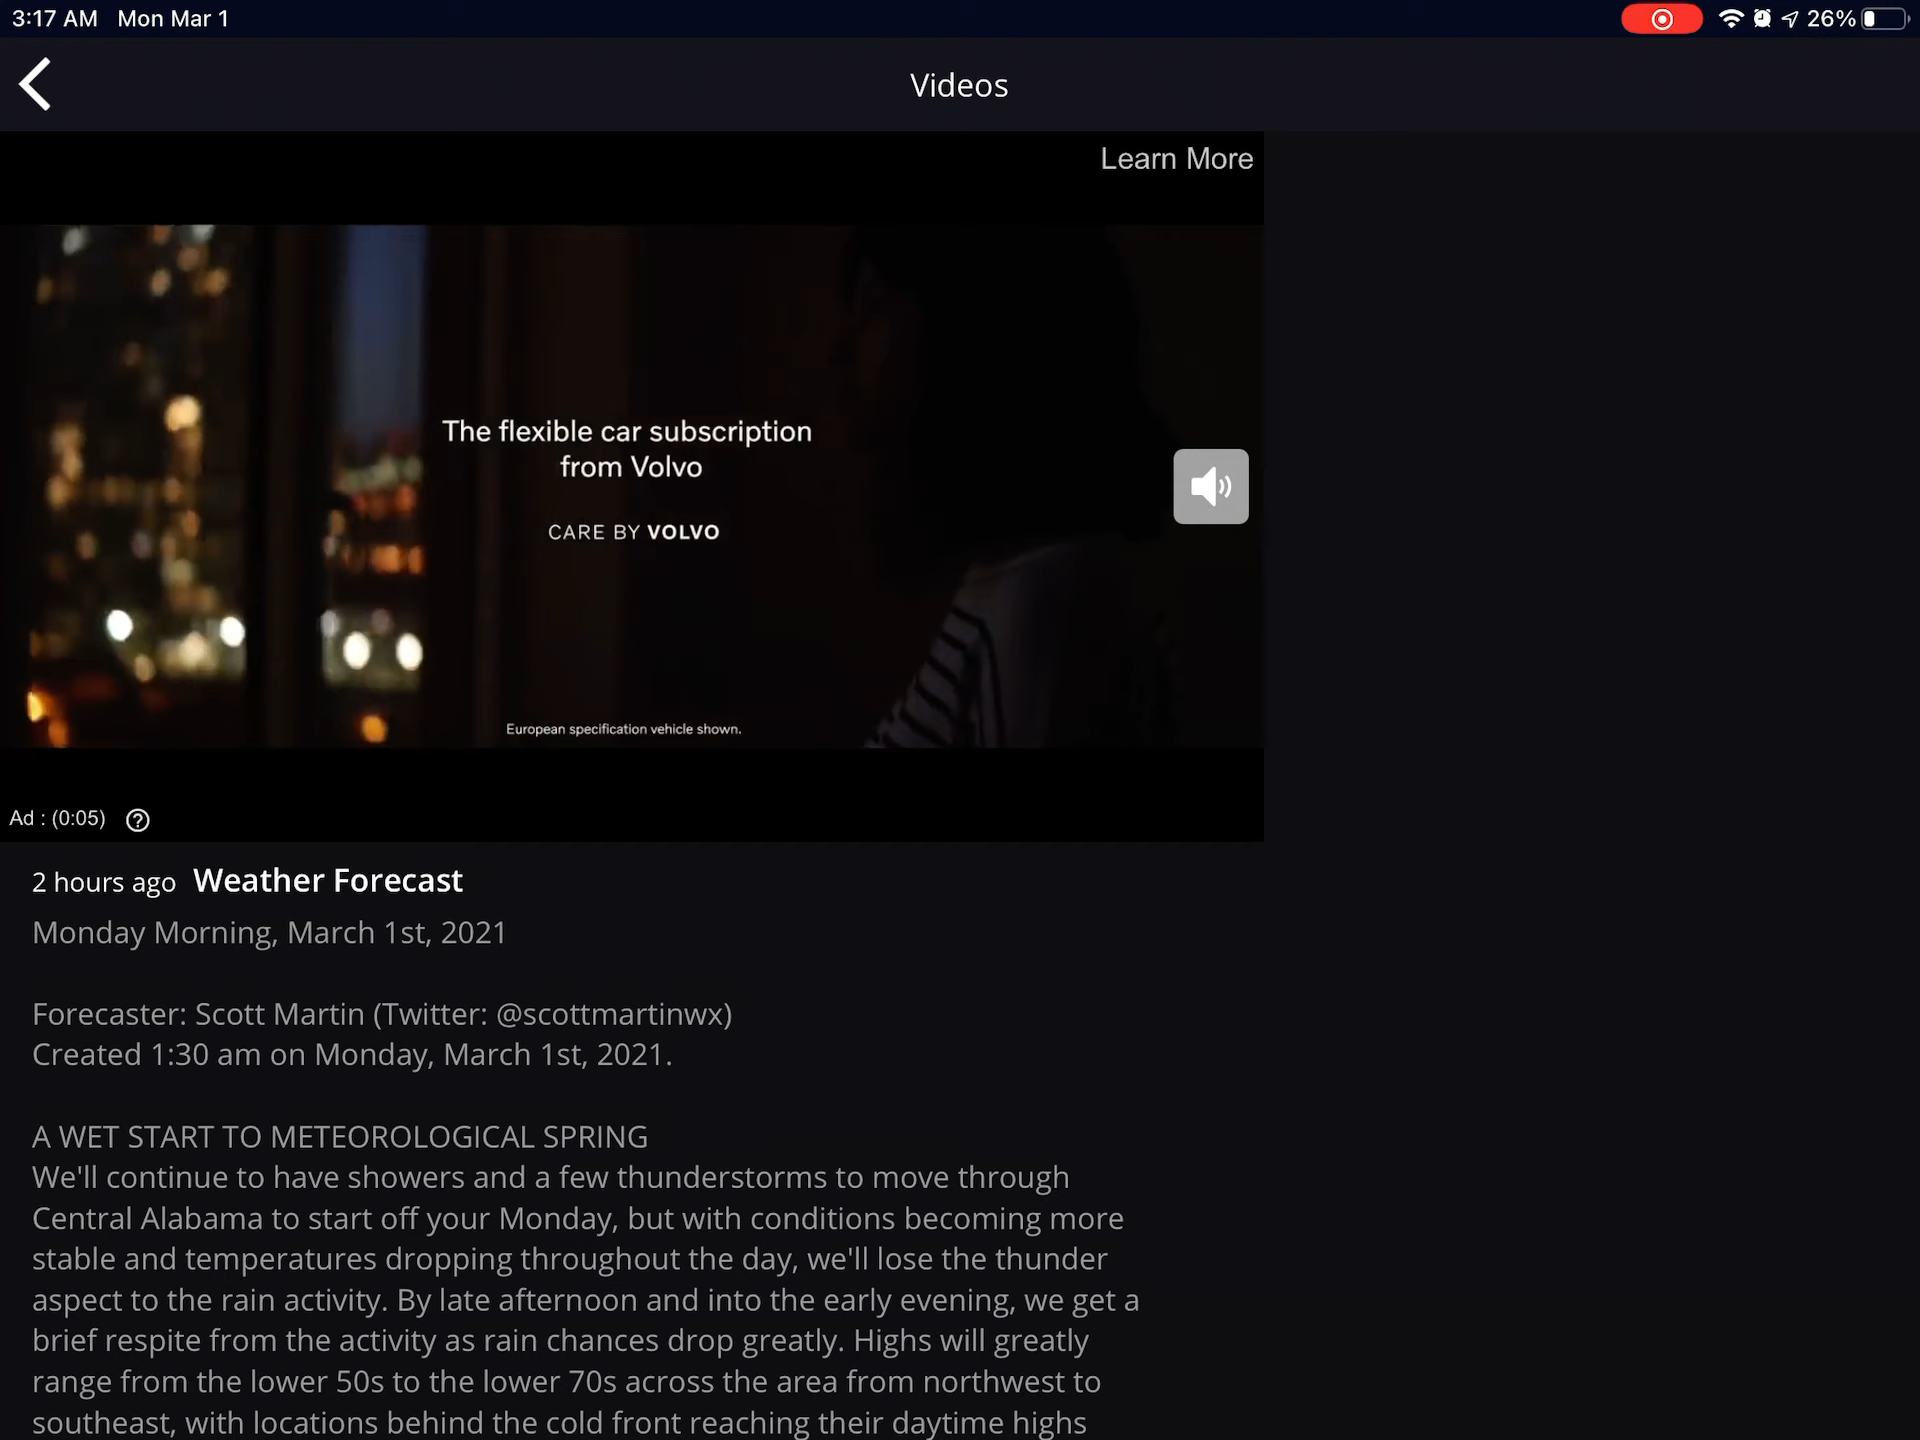 3:17 AM Mon Mar 1
26%
Videos
Learn More
The flexible car subscription
from Volvo
CARE BY VOLVO
European specification vehicle shown.
Ad : (0:05)
2 hours ago Weather Forecast
Monday Morning, March 1st, 2021
Forecaster: Scott Martin (Twitter: @scottmartinwx)
Created 1:30 am on Monday, March 1st, 2021.
A WET START TO METEOROLOGICAL SPRING
We'll continue to have showers and a few thunderstorms to move through
Central Alabama to start off your Monday, but with conditions becoming more
stable and temperatures dropping throughout the day, we'll lose the thunder
aspect to the rain activity. By late afternoon and into the early evening, we get a
brief respite from the activity as rain chances drop greatly. Highs will greatly
range from the lower 50s to the lower 70s across the area from northwest to
southeast, with locations behind the cold front reaching their daytime highs